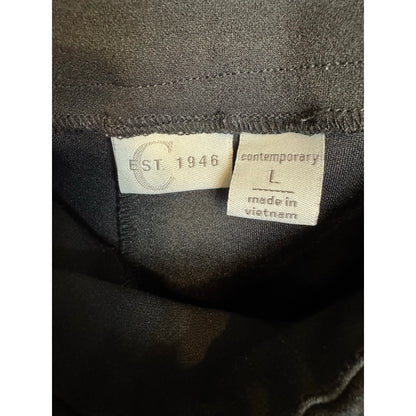 C
EST. 1946
contemporary
L
made in
vietnam